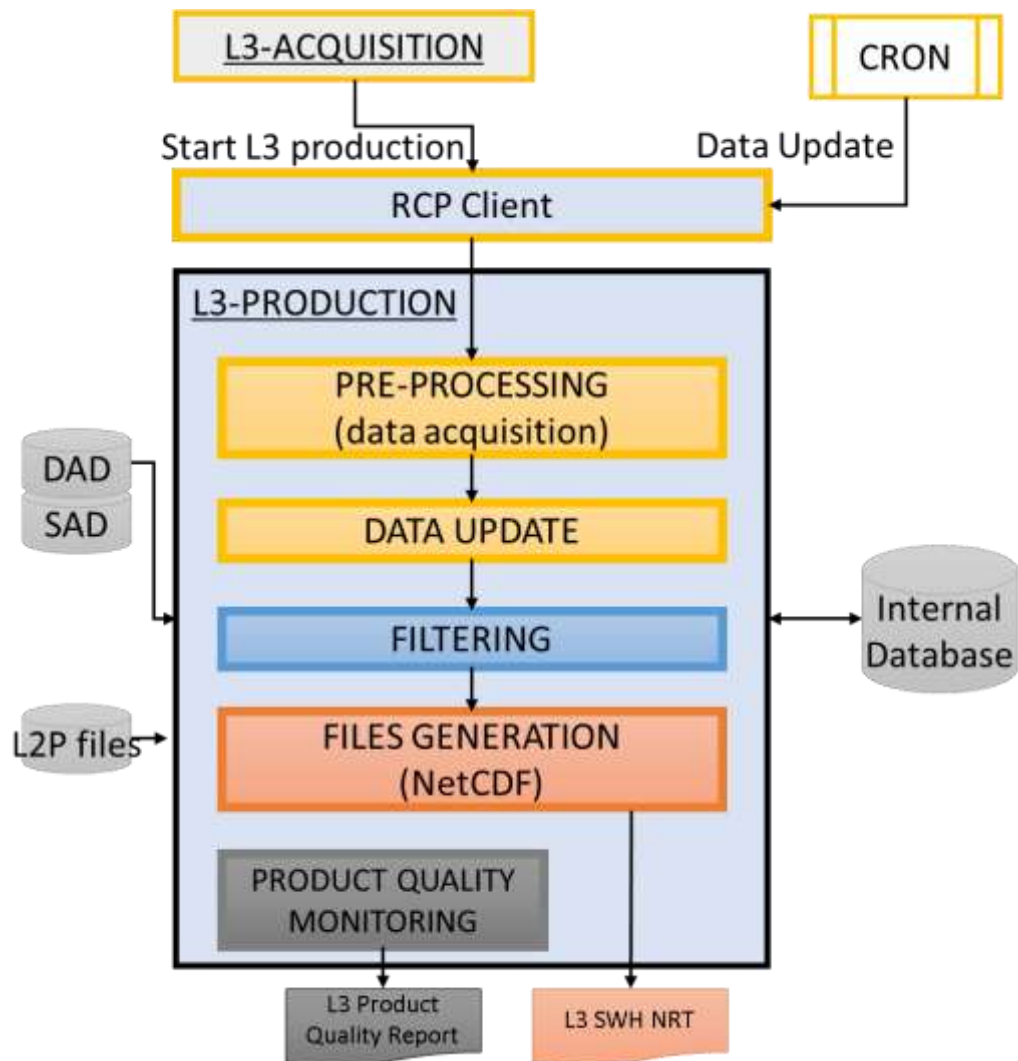 L3-ACQUISITION
CRON
Start L3 production
Data Update
RCP Client
L3-PRODUCTION
PRE-PROCESSING
(data acquisition)
DAD
SAD
DATA UPDATE
FILTERING
Internal
Database
L2P files
FILES GENERATION
(NetCDF)
PRODUCT QUALITY
MONITORING
L3 Product
Quality Report
L3 SWH NRT